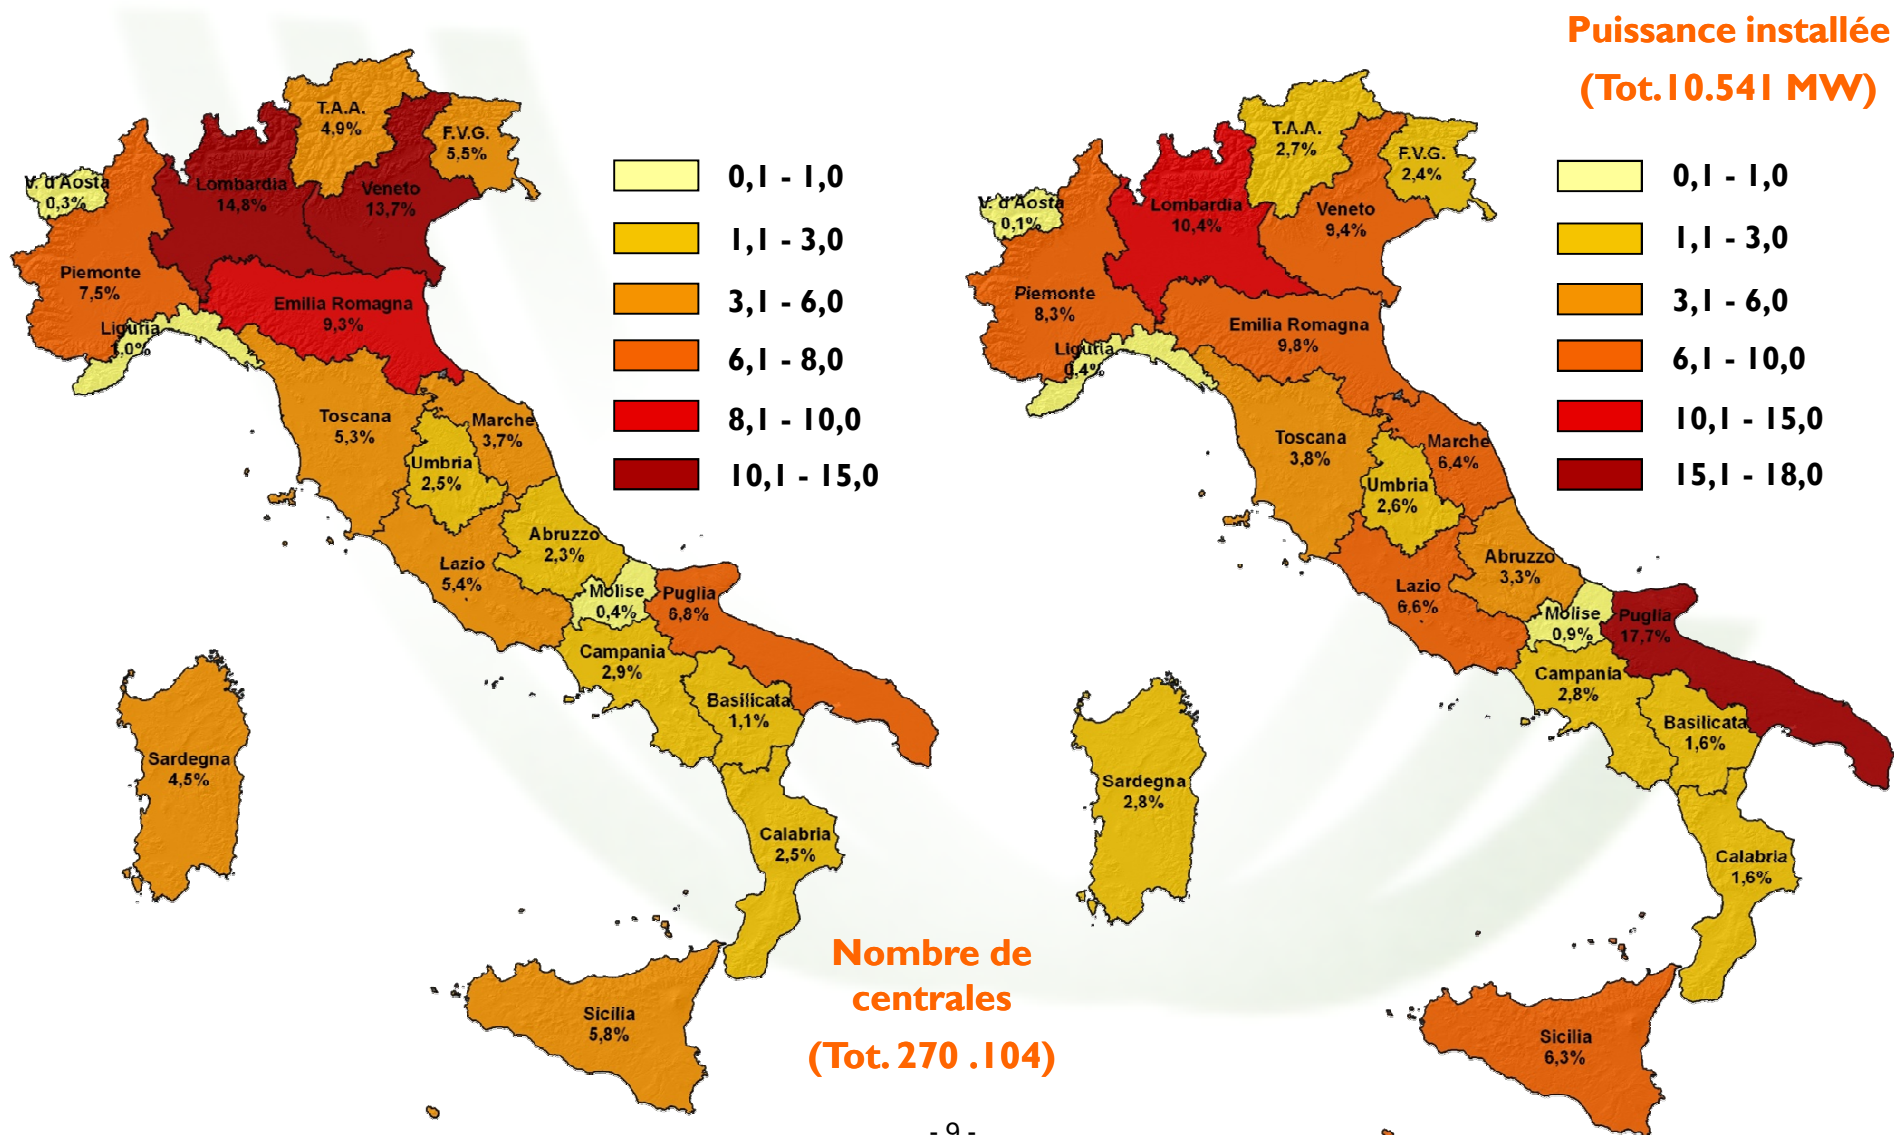 T.A.A.
4,9%
F.V.G.
5,5%
V. d'Aosta
0,3%
Lombardia
14,8%
Veneto
13,7%
Piemonte
7,5%
Emilia Romagna
9,3%
Liguria
1,0%
Toscana
5,3%
Marche
3,7%
Umbria
2,5%
Abruzzo
2,3%
Lazio
5,4%
Molise
0,4%
Puglia
6,8%
Campania
2,9%
Basilicata
1,1%
Sardegna
4,5%
Calabria
2,5%
Sicilia
5,8%
0,1 - 1,0
1,1 - 3,0
3,1 - 6,0
6,1 - 8,0
8,1 - 10,0
10,1 - 15,0
Nombre de
centrales
(Tot. 270 .104)
Puissance installée
(Tot.10.541 MW)
T.A.A.
2,7%
F.V.G.
2,4%
V. d'Aosta
0,1%
Lombardia
10,4%
Veneto
9,4%
Piemonte
8,3%
Emilia Romagna
9,8%
Liguria
0,4%
Toscana
3,8%
Marche
6,4%
Umbria
2,6%
Abruzzo
3,3%
Lazio
6,6%
Molise
0,9%
Puglia
17,7%
Campania
2,8%
Basilicata
1,6%
Sardegna
2,8%
Calabria
1,6%
Sicilia
6,3%
0,1 - 1,0
1,1 - 3,0
3,1 - 6,0
6,1 - 10,0
10,1 - 15,0
15,1 - 18,0
- 9 -